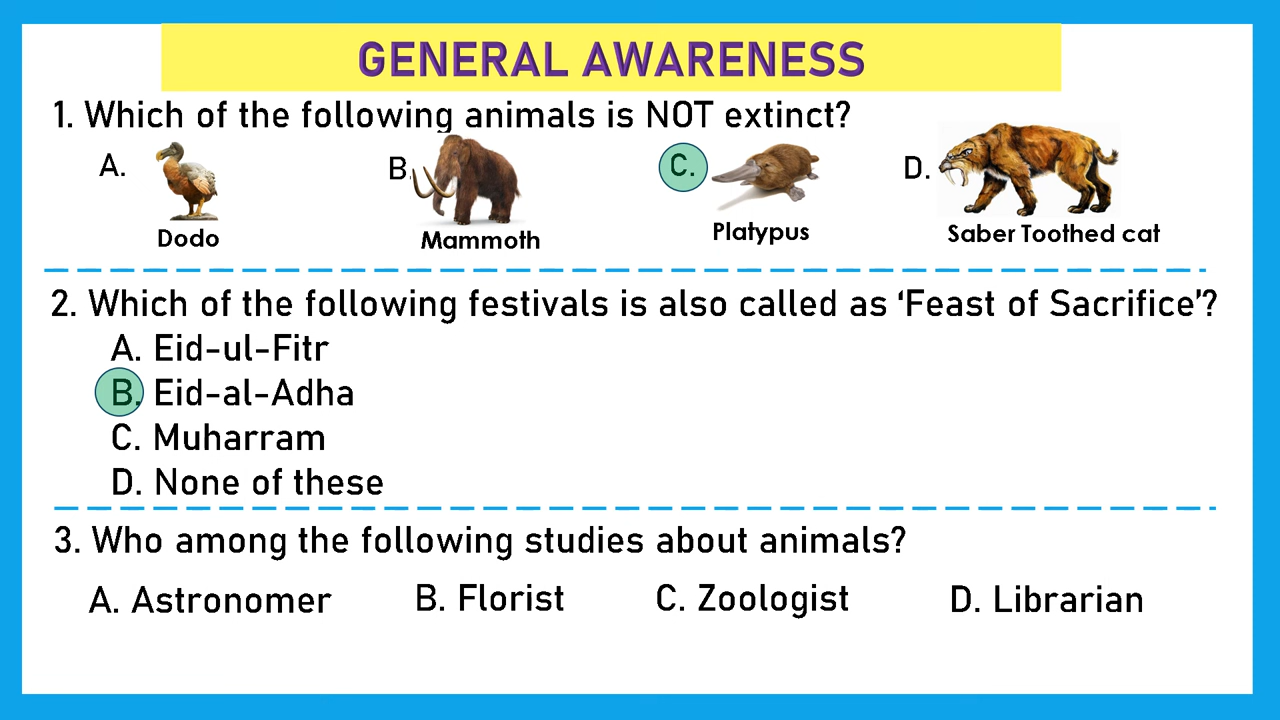 GENERAL AWARENESS
1. Which of the following animals is NOT extinct?
A. B. C. D.
Dodo Mammoth Platypus Saber Toothed cat
2. Which of the following festivals is also called as ‘Feast of Sacrifice’?
A. Eid-ul-Fitr
B. Eid-al-Adha
C. Muharram
D. None of these
3. Who among the following studies about animals?
A. Astronomer B. Florist C. Zoologist D. Librarian